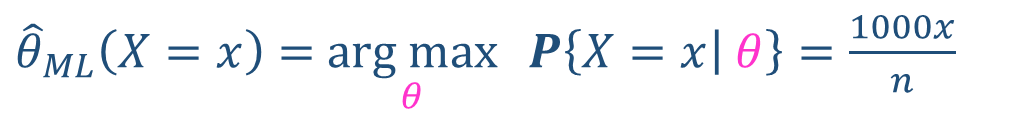 θ̂_ML(X = x) = arg max_θ P{X = x| θ} = 1000x/n